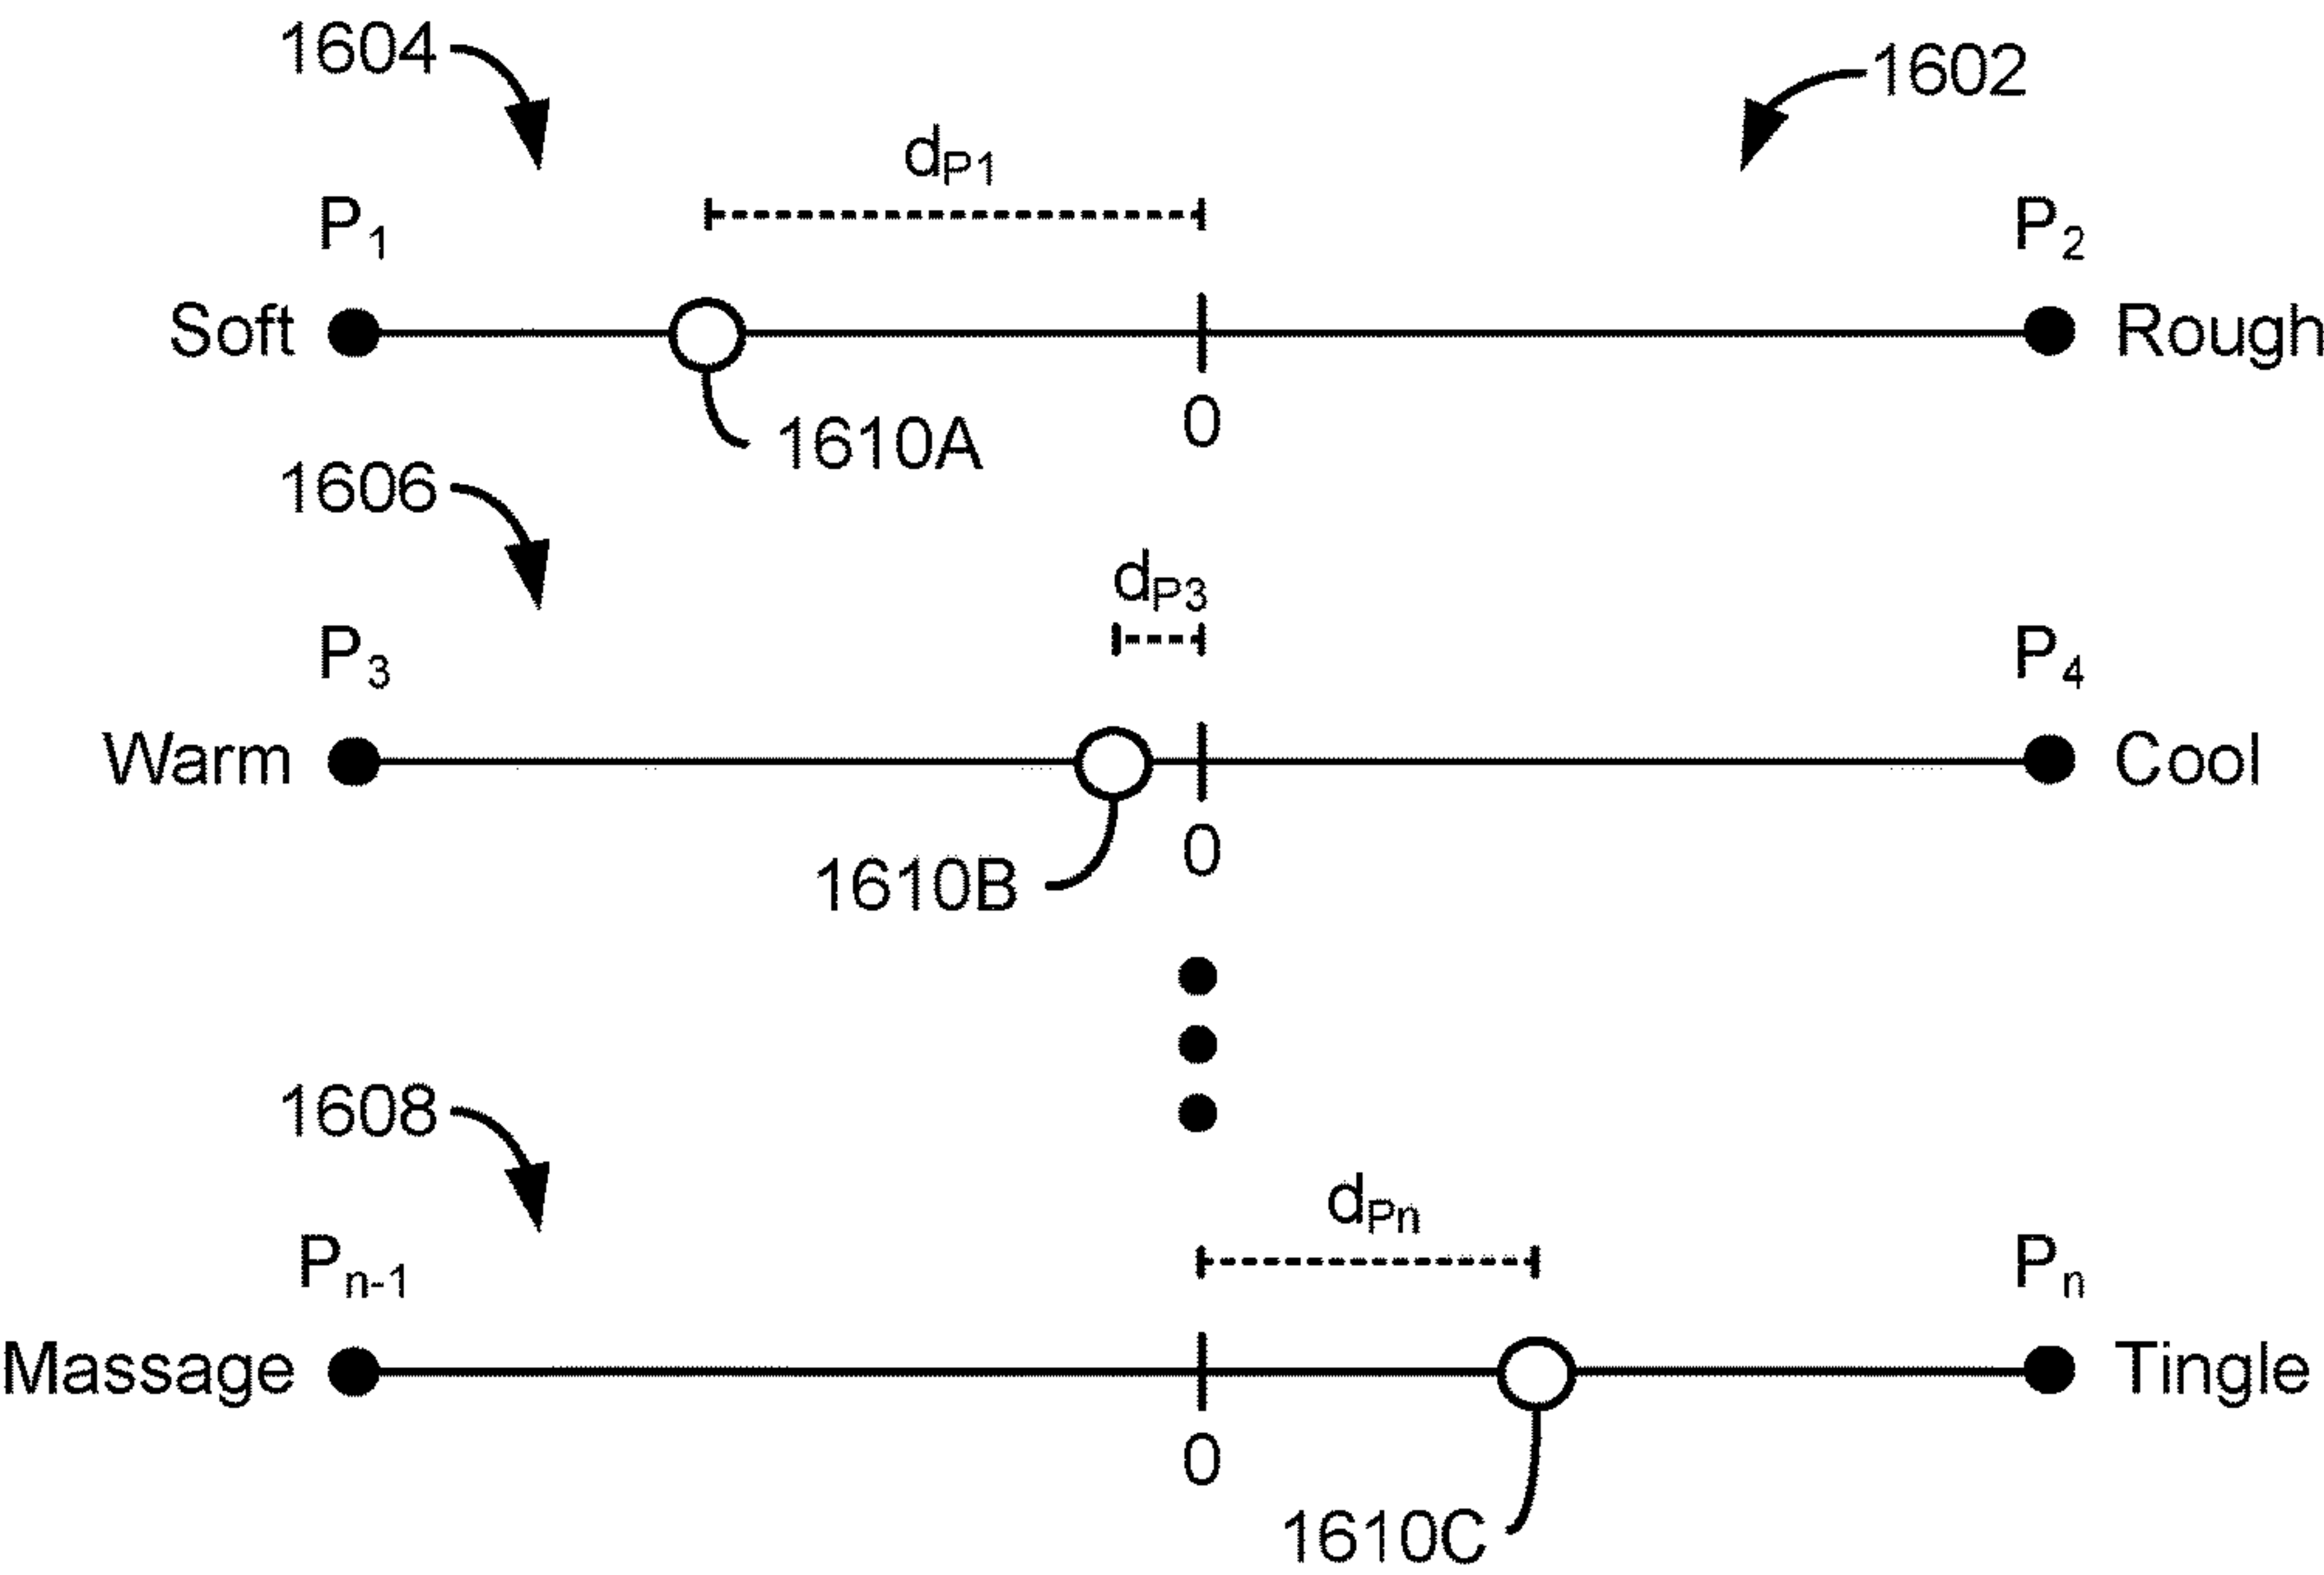 1604
1602
dP1
P1
P2
Soft
Rough
0
1610A
1606
dP3
P3
P4
Warm
Cool
0
1610B
1608
dPn
Pn-1
Pn
Massage
Tingle
0
1610C